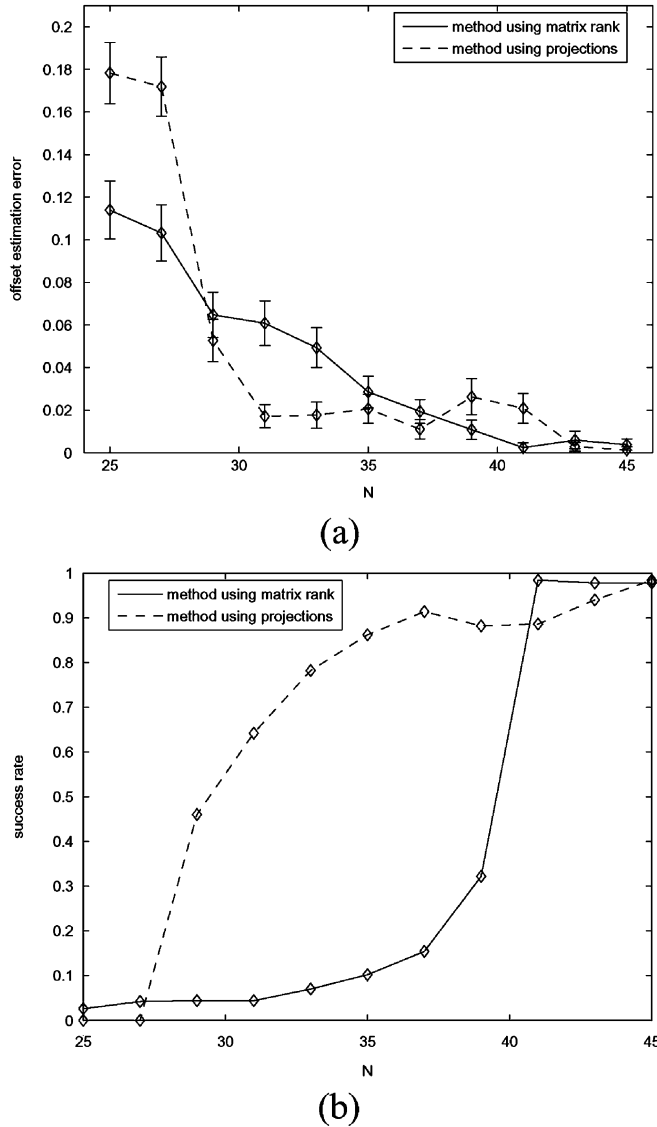 0.2
method using matrix rank
0.18
method using projections
0.16
0.14
0.12
0.1
0.08
0.06
0.04
0.02
0
offset estimation error
25 30 35 40 45
N
(a)
1
method using matrix rank
0.9
method using projections
0.8
0.7
0.6
0.5
0.4
0.3
0.2
0.1
0
success rate
25 30 35 40 45
N
(b)